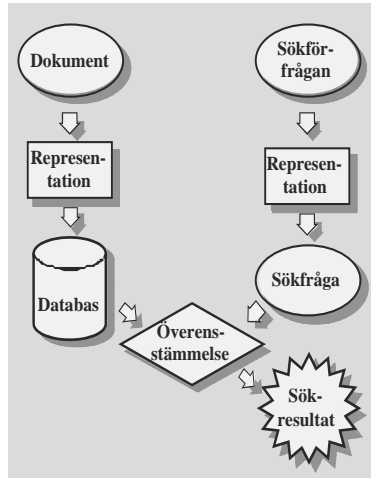 Dokument
Sökför-
frågan
Represen-
tation
Represen-
tation
Databas
Sökfråga
Överens-
stämmelse
Sök-
resultat